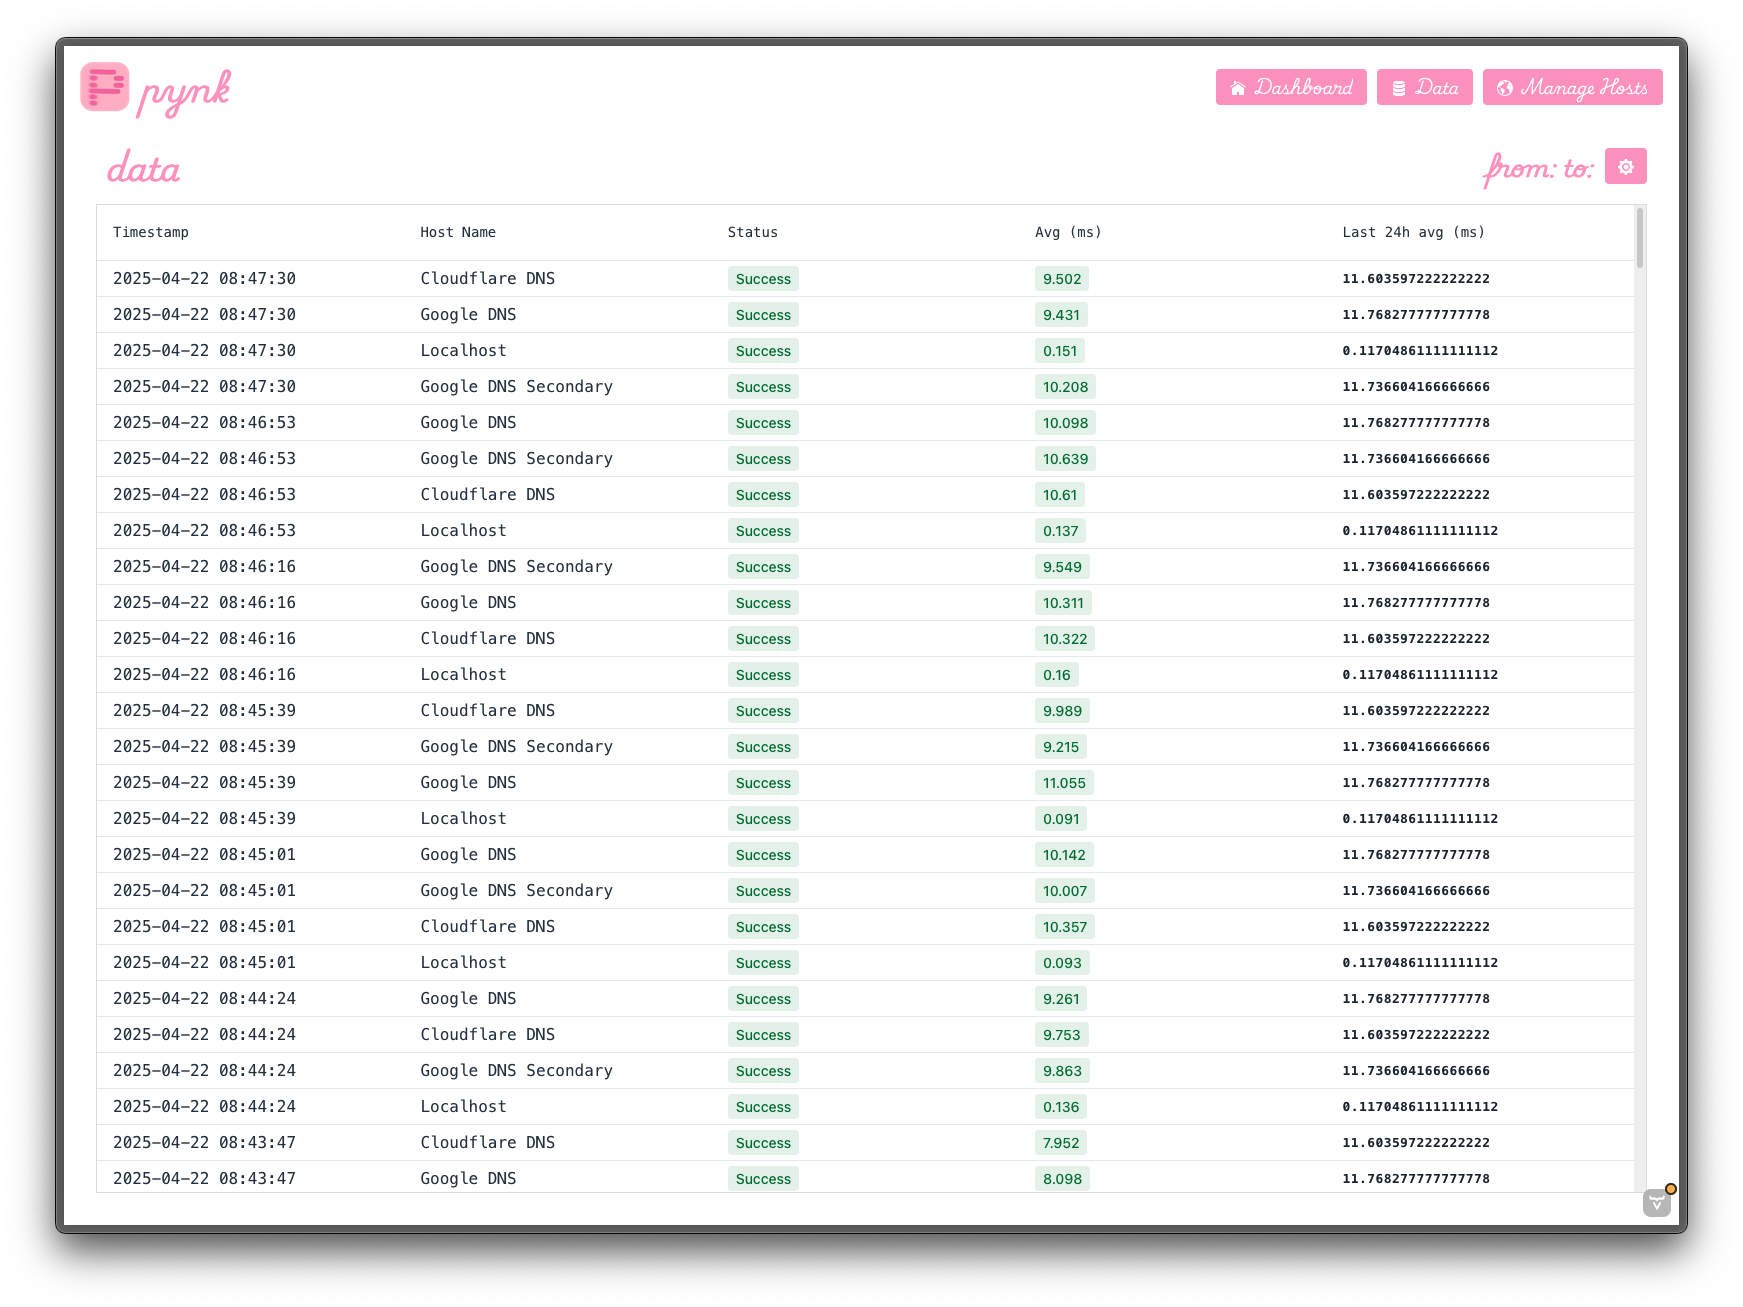 pynk
Dashboard Data Manage Hosts
data
from: to:
Timestamp Host Name Status Avg (ms) Last 24h avg (ms)
2025-04-22 08:47:30 Cloudflare DNS Success 9.502 11.603597222222222
2025-04-22 08:47:30 Google DNS Success 9.431 11.768277777777778
2025-04-22 08:47:30 Localhost Success 0.151 0.11704861111111112
2025-04-22 08:47:30 Google DNS Secondary Success 10.208 11.736604166666666
2025-04-22 08:46:53 Google DNS Success 10.098 11.768277777777778
2025-04-22 08:46:53 Google DNS Secondary Success 10.639 11.736604166666666
2025-04-22 08:46:53 Cloudflare DNS Success 10.61 11.603597222222222
2025-04-22 08:46:53 Localhost Success 0.137 0.11704861111111112
2025-04-22 08:46:16 Google DNS Secondary Success 9.549 11.736604166666666
2025-04-22 08:46:16 Google DNS Success 10.311 11.768277777777778
2025-04-22 08:46:16 Cloudflare DNS Success 10.322 11.603597222222222
2025-04-22 08:46:16 Localhost Success 0.16 0.11704861111111112
2025-04-22 08:45:39 Cloudflare DNS Success 9.989 11.603597222222222
2025-04-22 08:45:39 Google DNS Secondary Success 9.215 11.736604166666666
2025-04-22 08:45:39 Google DNS Success 11.055 11.768277777777778
2025-04-22 08:45:39 Localhost Success 0.091 0.11704861111111112
2025-04-22 08:45:01 Google DNS Success 10.142 11.768277777777778
2025-04-22 08:45:01 Google DNS Secondary Success 10.007 11.736604166666666
2025-04-22 08:45:01 Cloudflare DNS Success 10.357 11.603597222222222
2025-04-22 08:45:01 Localhost Success 0.093 0.11704861111111112
2025-04-22 08:44:24 Google DNS Success 9.261 11.768277777777778
2025-04-22 08:44:24 Cloudflare DNS Success 9.753 11.603597222222222
2025-04-22 08:44:24 Google DNS Secondary Success 9.863 11.736604166666666
2025-04-22 08:44:24 Localhost Success 0.136 0.11704861111111112
2025-04-22 08:43:47 Cloudflare DNS Success 7.952 11.603597222222222
2025-04-22 08:43:47 Google DNS Success 8.098 11.768277777777778